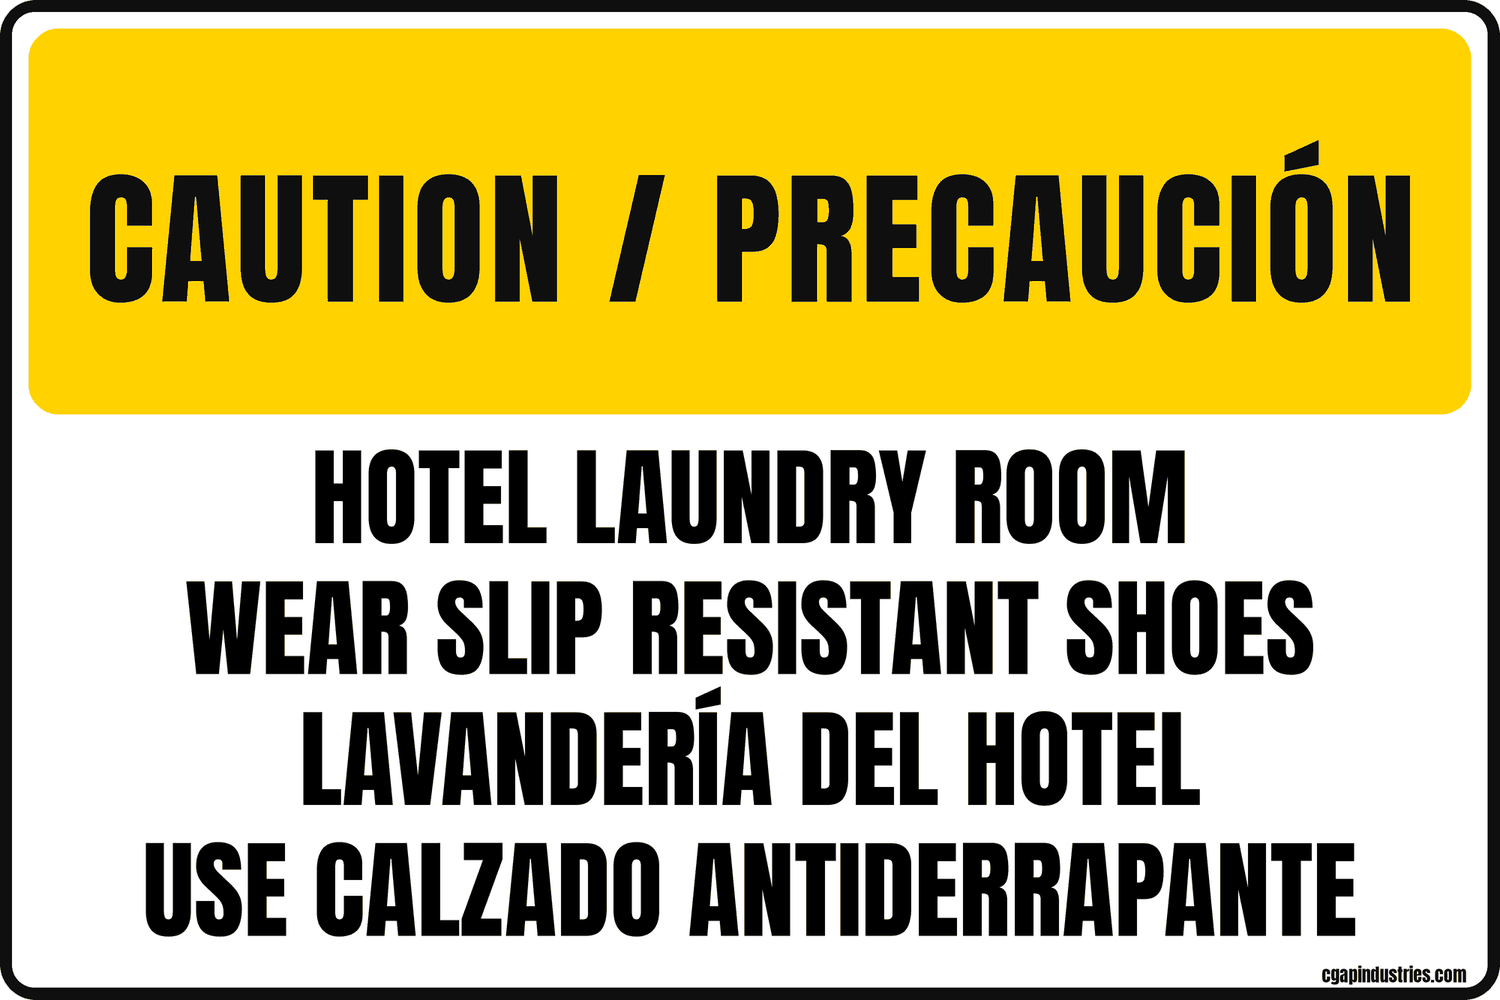 CAUTION / PRECAUCIÓN
HOTEL LAUNDRY ROOM
WEAR SLIP RESISTANT SHOES
LAVANDERÍA DEL HOTEL
USE CALZADO ANTIDERRAPANTE
cgapindustries.com